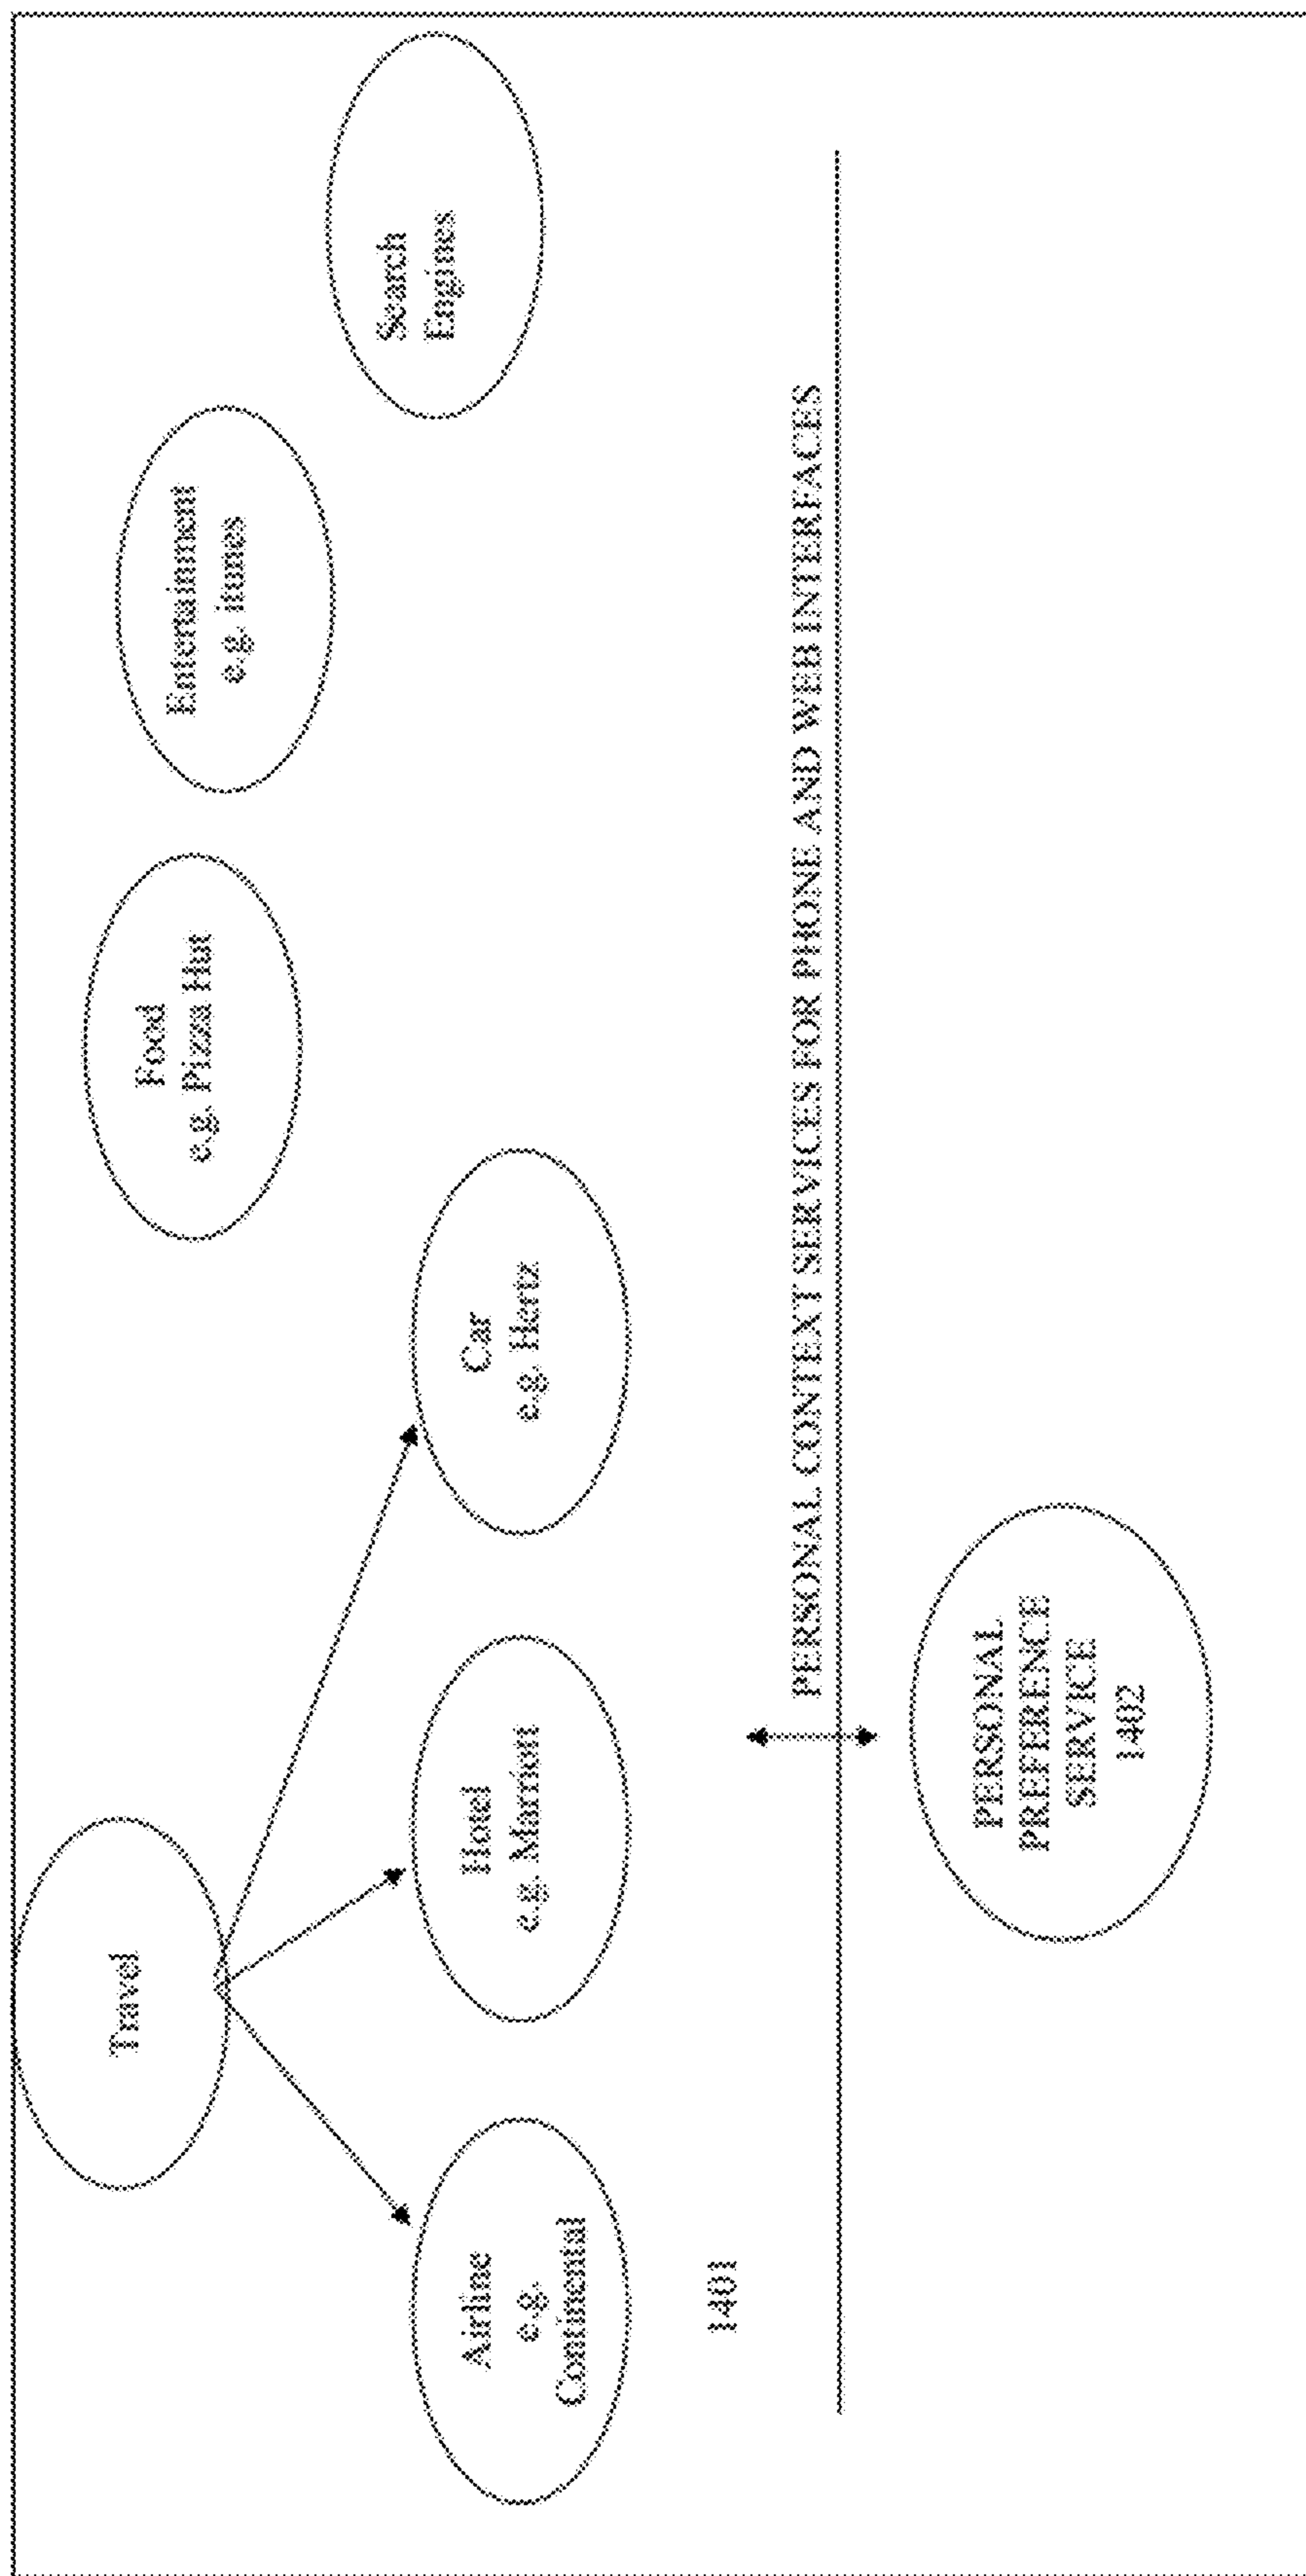 Travel
Airline
e.g.
Continental
Hotel
e.g. Marriott
Car
e.g. Hertz
Food
e.g. Pizza Hut
Entertainment
e.g. itunes
Search
Engines
1401
PERSONAL CONTEXT SERVICES FOR PHONE AND WEB INTERFACES
PERSONAL
PREFERENCE
SERVICE
1402